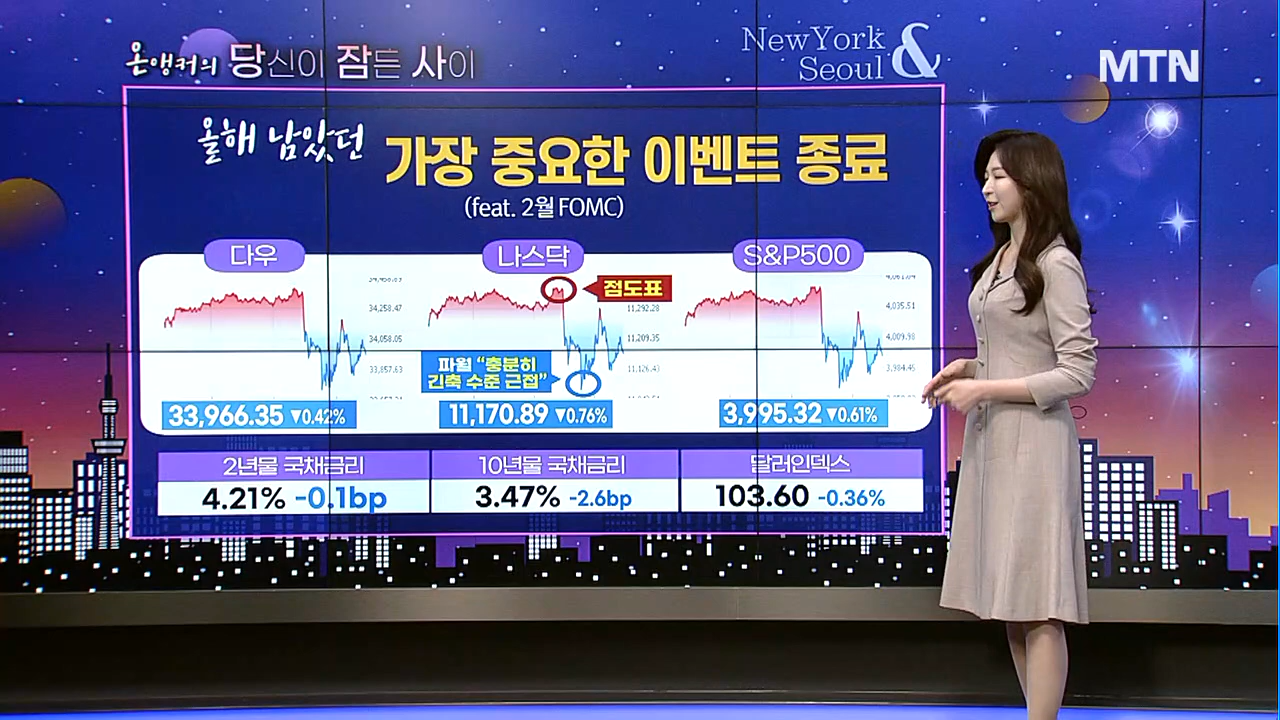 온앵커의 당신이 잠든 사이
NewYork & Seoul
MTN
올해 남았던 가장 중요한 이벤트 종료
(feat. 2월 FOMC)
다우 나스닥 S&P500
점도표
34,258.47
34,058.05
33,857.63
11,292.28
11,209.35
11,126.43
4,035.51
4,009.98
3,984.45
파월 “충분히
긴축 수준 근접”
33,966.35 ▼0.42% 11,170.89 ▼0.76% 3,995.32 ▼0.61%
2년물 국채금리 10년물 국채금리 달러인덱스
4.21% -0.1bp 3.47% -2.6bp 103.60 -0.36%